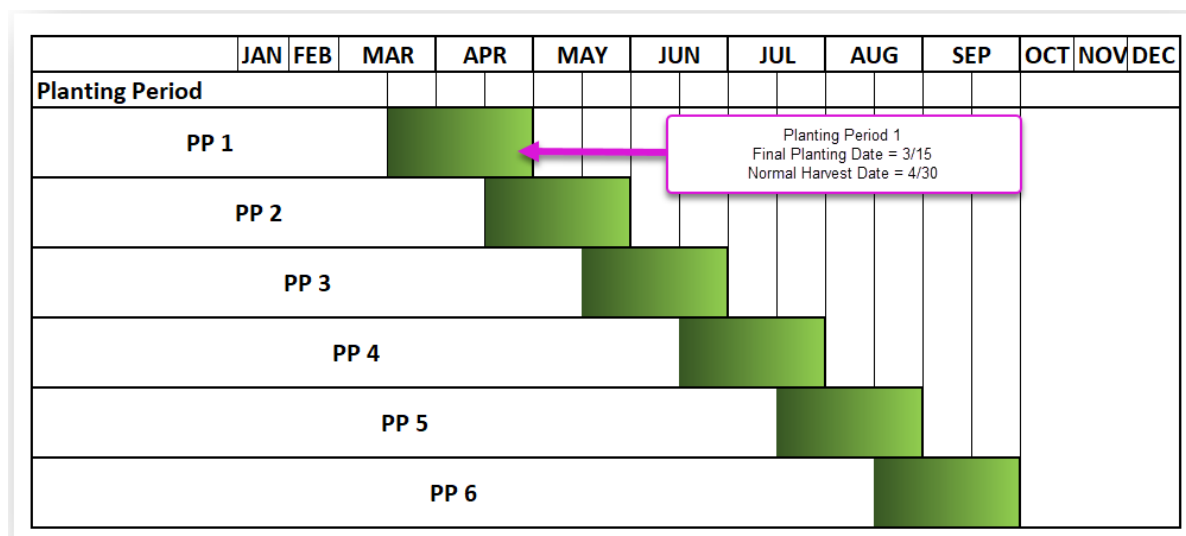 JAN FEB MAR APR MAY JUN JUL AUG SEP OCT NOV DEC
Planting Period
PP 1
Planting Period 1
Final Planting Date = 3/15
Normal Harvest Date = 4/30
PP 2
PP 3
PP 4
PP 5
PP 6